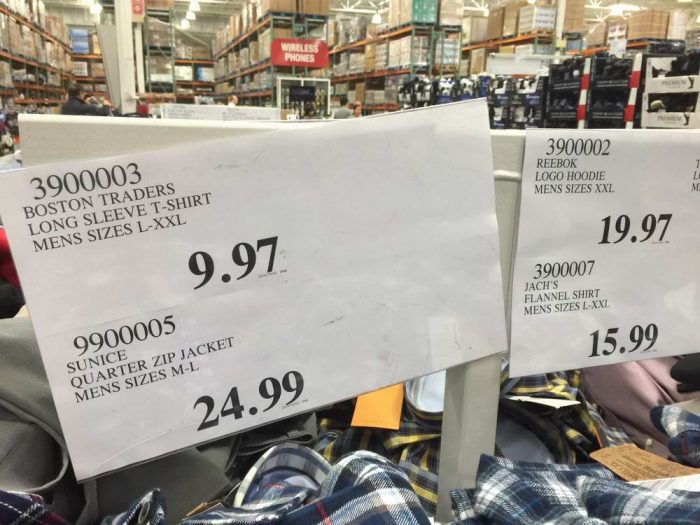 WIRELESS
PHONES
3900003
BOSTON TRADERS
LONG SLEEVE T-SHIRT
MENS SIZES L-XXL
9.97
9900005
SUNICE
QUARTER ZIP JACKET
MENS SIZES M-L
24.99
3900002
REEBOK
LOGO HOODIE
MENS SIZES XXL
19.97
3900007
JACH'S
FLANNEL SHIRT
MENS SIZES L-XXL
15.99
PREMIUM